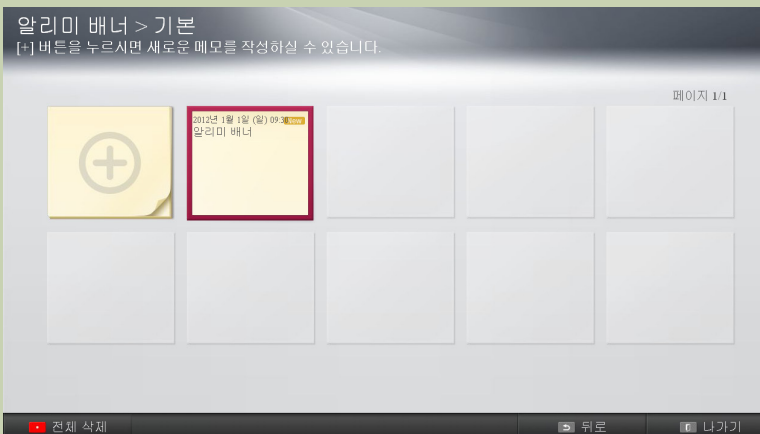 알리미 배너 > 기본
[+] 버튼을 누르시면 새로운 메모를 작성하실 수 있습니다.
페이지 1/1
2012년 1월 1일 (일) 09:30 New
알리미 배너
전체 삭제
뒤로
나가기